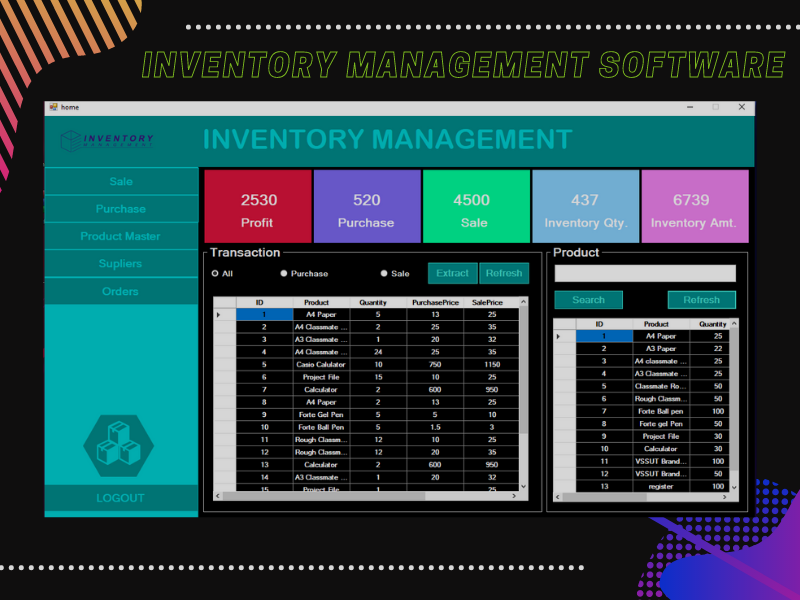 INVENTORY MANAGEMENT SOFTWARE
home
INVENTORY
MANAGEMENT
INVENTORY MANAGEMENT
Sale
Purchase
Product Master
Supliers
Orders
LOGOUT
2530 520 4500 437 6739
Profit Purchase Sale Inventory Qty. Inventory Amt.
Transaction
All Purchase Sale Extract Refresh
ID Product Quantity PurchasePrice SalePrice
1 A4 Paper 5 13 25
2 A4 Classmate ... 2 25 35
3 A3 Classmate ... 1 20 32
4 A4 Classmate ... 24 25 35
5 Casio Calulator 10 750 1150
6 Project File 15 10 25
7 Calculator 2 600 950
8 A4 Paper 2 13 25
9 Forte Gel Pen 5 5 10
10 Forte Ball Pen 5 1.5 3
11 Rough Classm... 12 10 25
12 Rough Classm... 12 20 35
13 Calculator 2 600 950
14 A3 Classmate ... 1 20 32
15 Project File 1 25
Product
Search Refresh
ID Product Quantity
1 A4 Paper 25
2 A3 Paper 22
3 A4 classmate ... 25
4 A3 Classmate ... 25
5 Classmate Ro... 50
6 Rough Classm... 50
7 Forte Ball pen 100
8 Forte gel Pen 50
9 Project File 30
10 Calculator 30
11 VSSUT Brand... 100
12 VSSUT Brand... 50
13 register 100